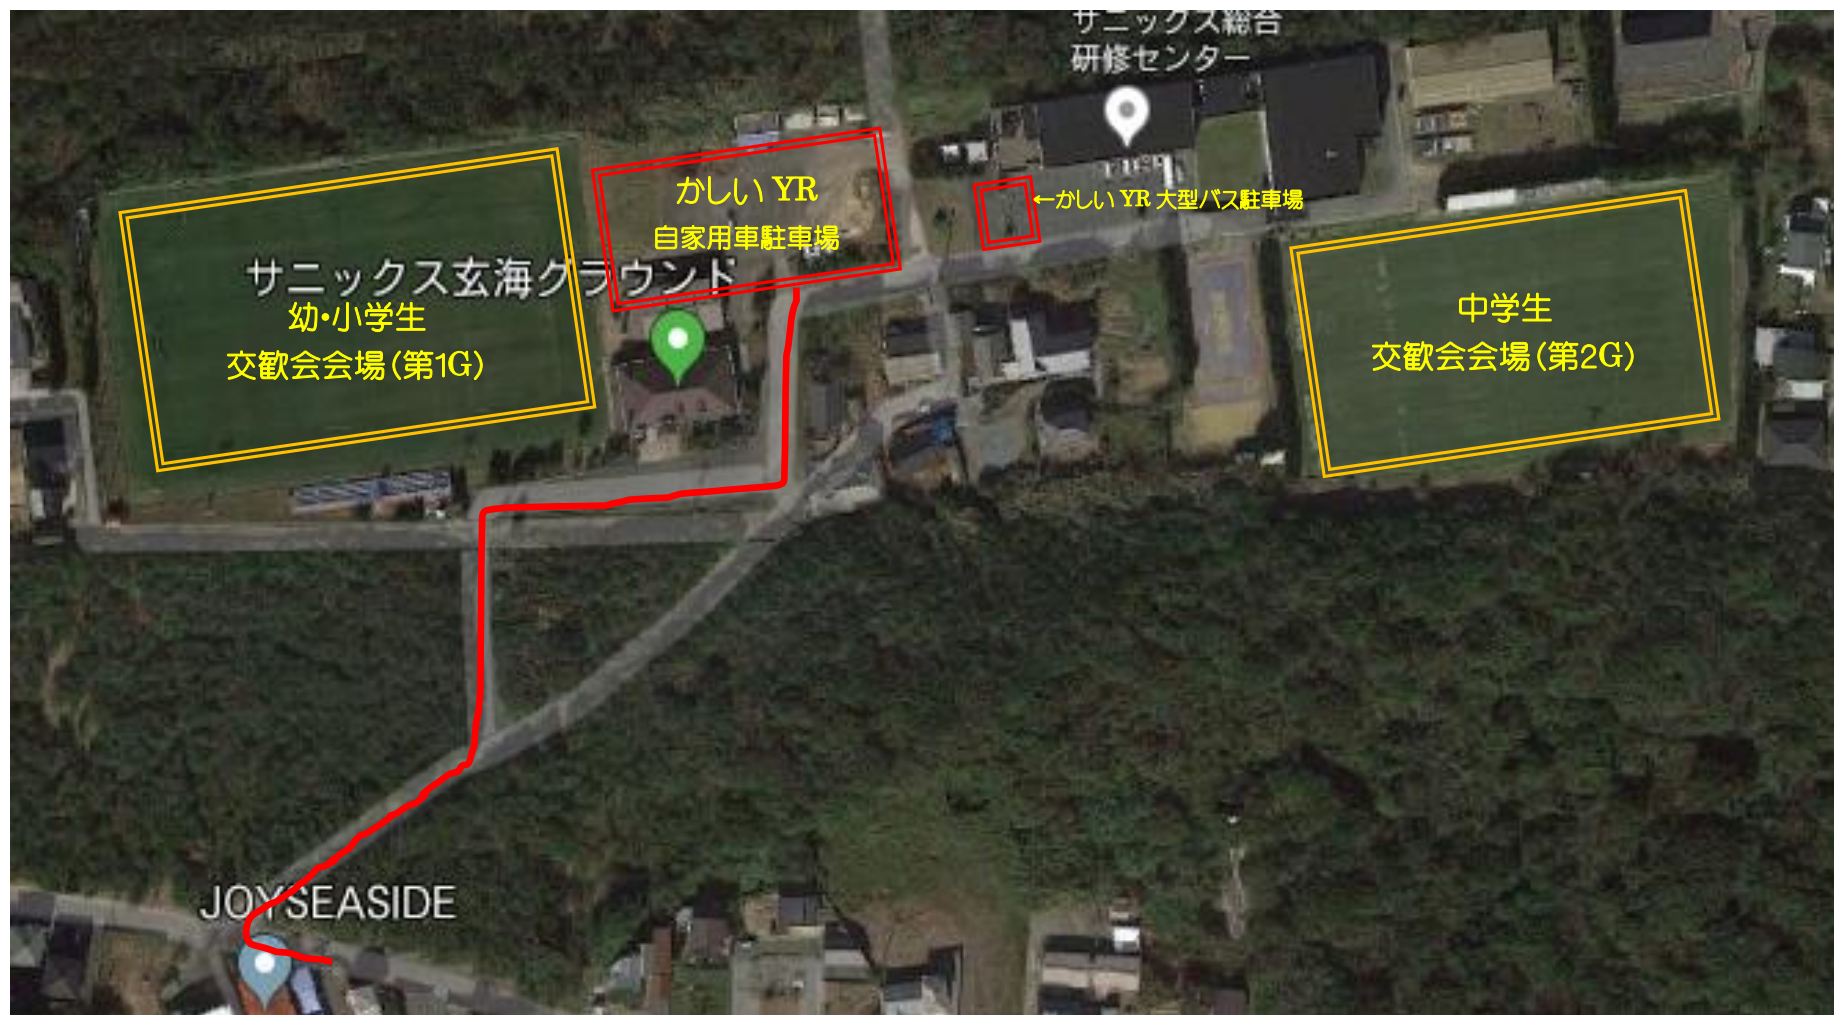 サニックス総合
研修センター
かしい YR
自家用車駐車場
←かしい YR 大型バス駐車場
サニックス玄海グラウンド
幼・小学生
交歓会会場（第1G）
中学生
交歓会会場（第2G）
JOYSEASIDE